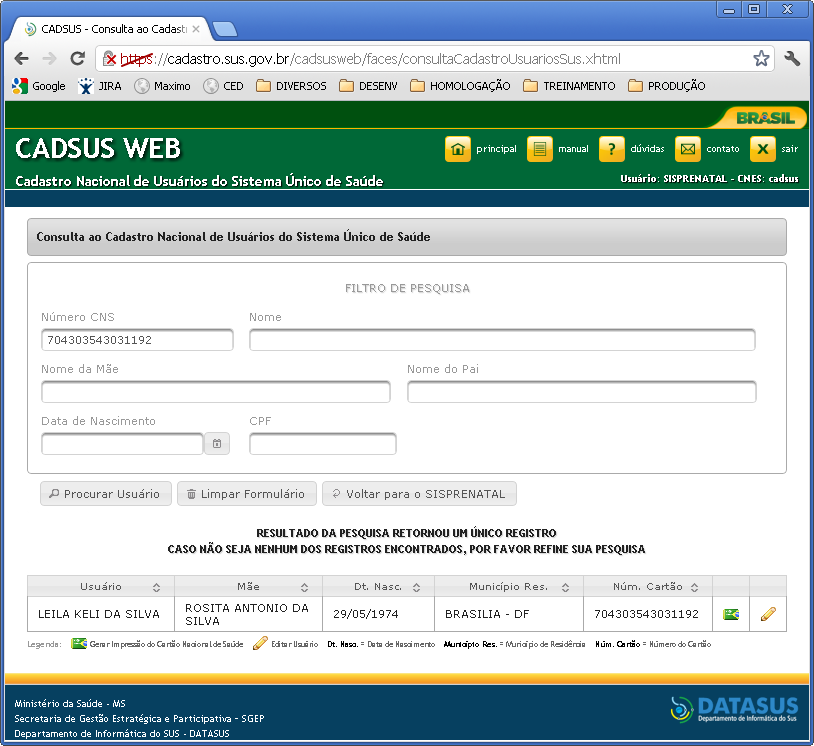 CADSUS - Consulta ao Cadast
https://cadastro.sus.gov.br/cadsusweb/faces/consultaCadastroUsuariosSus.xhtml
Google JIRA Maximo CED DIVERSOS DESENV HOMOLOGAÇÃO TREINAMENTO PRODUÇÃO
BRASIL
CADSUS WEB
principal manual dúvidas contato sair
Cadastro Nacional de Usuários do Sistema Único de Saúde
Usuário: SISPRENATAL - CNES: cadsus
Consulta ao Cadastro Nacional de Usuários do Sistema Único de Saúde
FILTRO DE PESQUISA
Número CNS Nome
704303543031192
Nome da Mãe Nome do Pai
Data de Nascimento CPF
Procurar Usuário Limpar Formulário Voltar para o SISPRENATAL
RESULTADO DA PESQUISA RETORNOU UM ÚNICO REGISTRO
CASO NÃO SEJA NENHUM DOS REGISTROS ENCONTRADOS, POR FAVOR REFINE SUA PESQUISA
Usuário Mãe Dt. Nasc. Município Res. Núm. Cartão
LEILA KELI DA SILVA ROSITA ANTONIO DA SILVA 29/05/1974 BRASILIA - DF 704303543031192
Legenda: Gerar Impressão do Cartão Nacional de Saúde Editar Usuário Dt. Nasc. = Data de Nascimento Município Res. = Município de Residência Núm. Cartão = Número do Cartão
Ministério da Saúde - MS
Secretaria de Gestão Estratégica e Participativa - SGEP
Departamento de Informática do SUS - DATASUS
DATASUS
Departamento de Informática do Sus